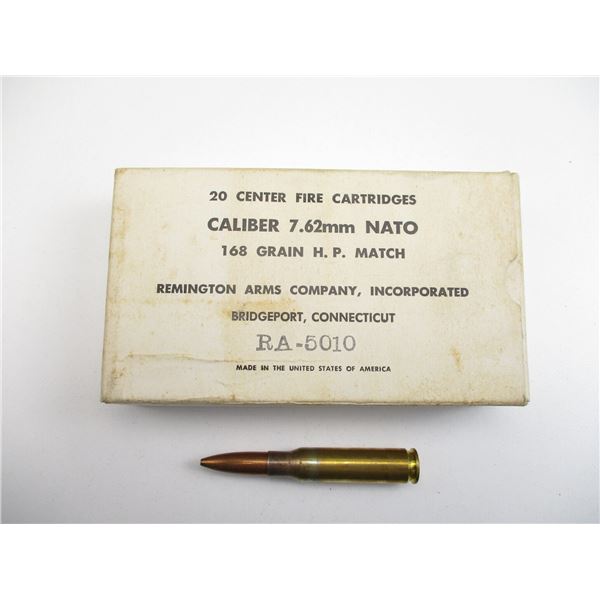 20 CENTER FIRE CARTRIDGES
CALIBER 7.62mm NATO
168 GRAIN H. P. MATCH
REMINGTON ARMS COMPANY, INCORPORATED
BRIDGEPORT, CONNECTICUT
RA-5010
MADE IN THE UNITED STATES OF AMERICA